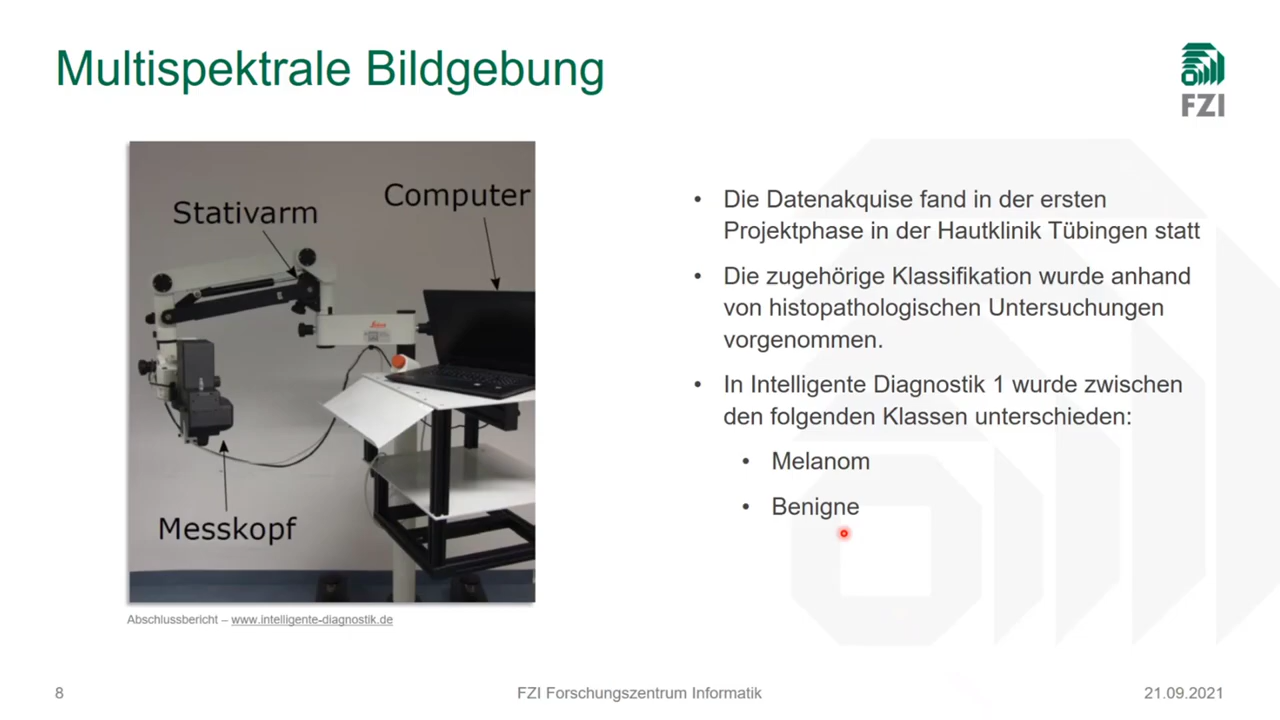 Multispektrale Bildgebung
FZI
Stativarm
Computer
Leica
Messkopf
Abschlussbericht – www.intelligente-diagnostik.de
• Die Datenakquise fand in der ersten
Projektphase in der Hautklinik Tübingen statt
• Die zugehörige Klassifikation wurde anhand
von histopathologischen Untersuchungen
vorgenommen.
• In Intelligente Diagnostik 1 wurde zwischen
den folgenden Klassen unterschieden:
• Melanom
• Benigne
8
FZI Forschungszentrum Informatik
21.09.2021